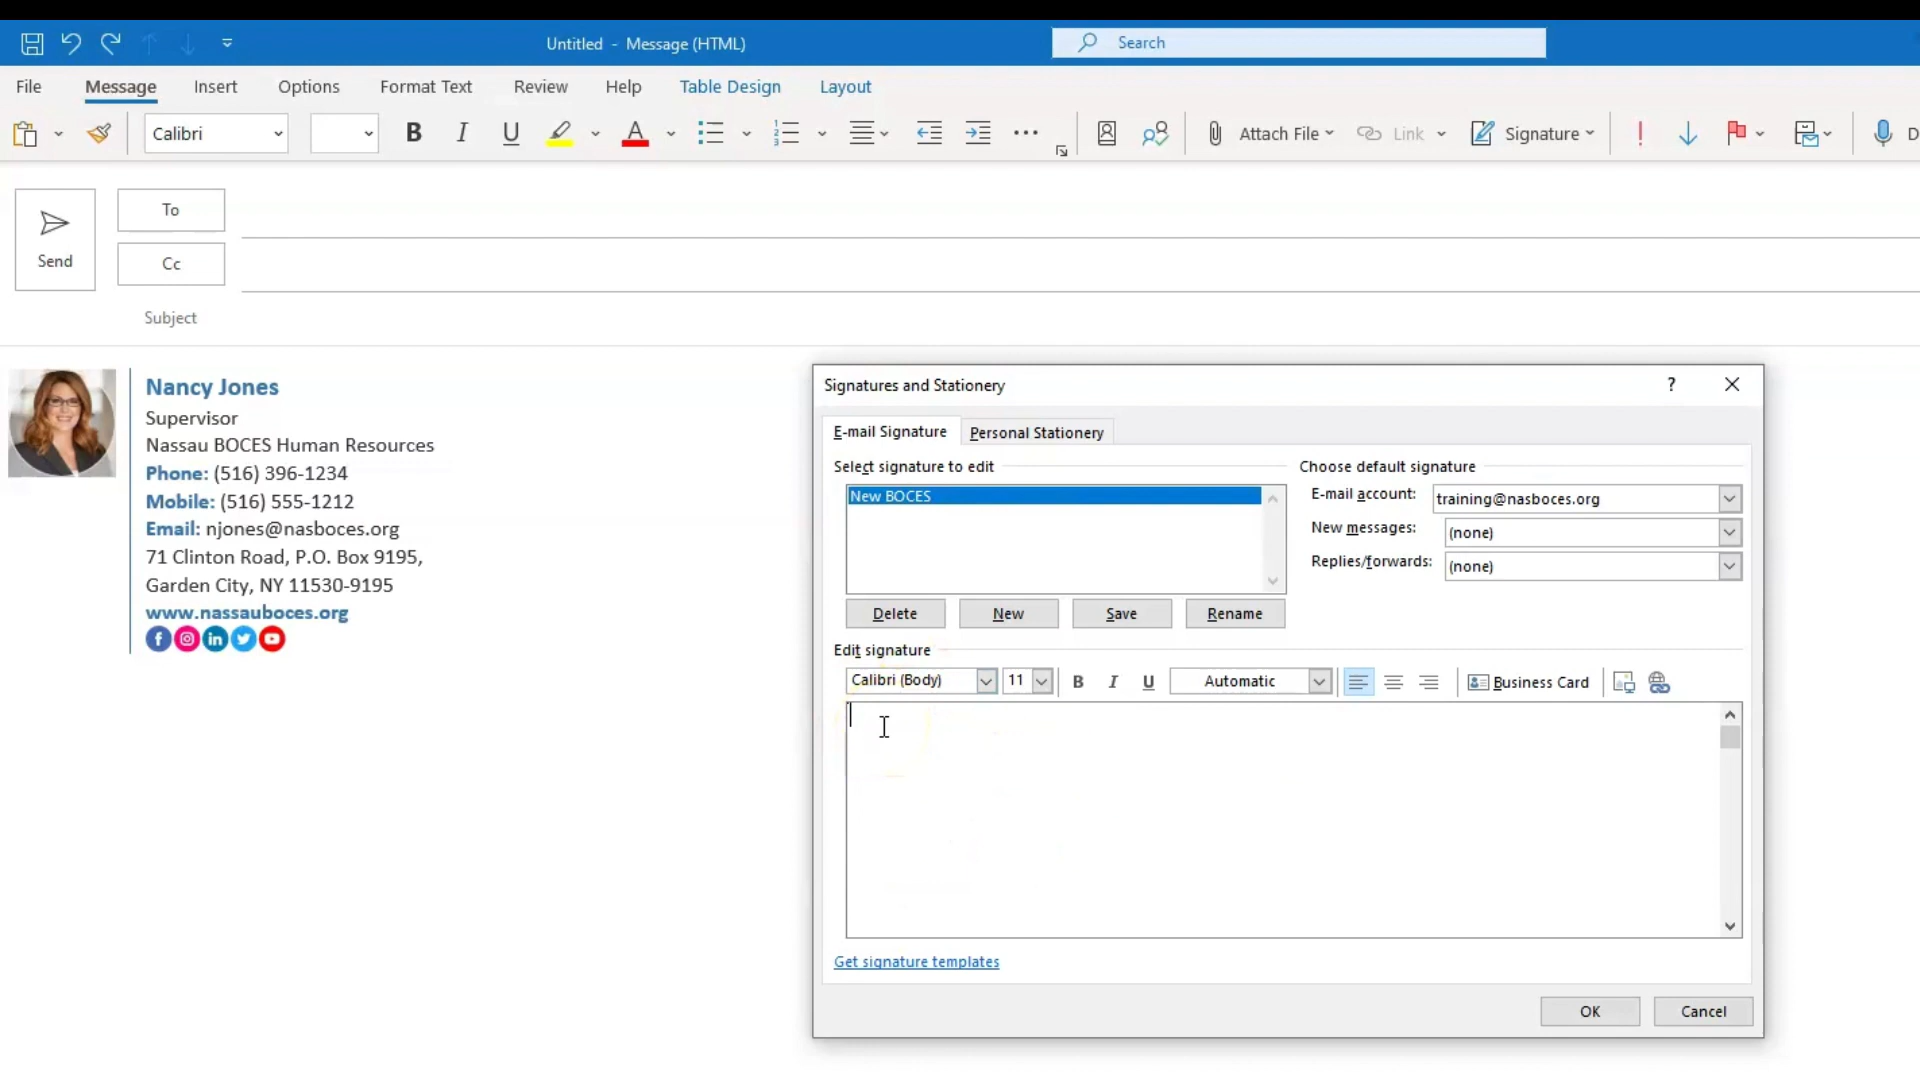 Untitled - Message (HTML)
Search
File Message Insert Options Format Text Review Help Table Design Layout
Calibri B I U A Attach File Link Signature D
Send
To
Cc
Subject
Nancy Jones
Supervisor
Nassau BOCES Human Resources
Phone: (516) 396-1234
Mobile: (516) 555-1212
Email: njones@nasboces.org
71 Clinton Road, P.O. Box 9195,
Garden City, NY 11530-9195
www.nassauboces.org
Signatures and Stationery ?
E-mail Signature Personal Stationery
Select signature to edit
New BOCES
Delete New Save Rename
Choose default signature
E-mail account: training@nasboces.org
New messages: (none)
Replies/forwards: (none)
Edit signature
Calibri (Body) 11 B I U Automatic Business Card
Get signature templates
OK Cancel